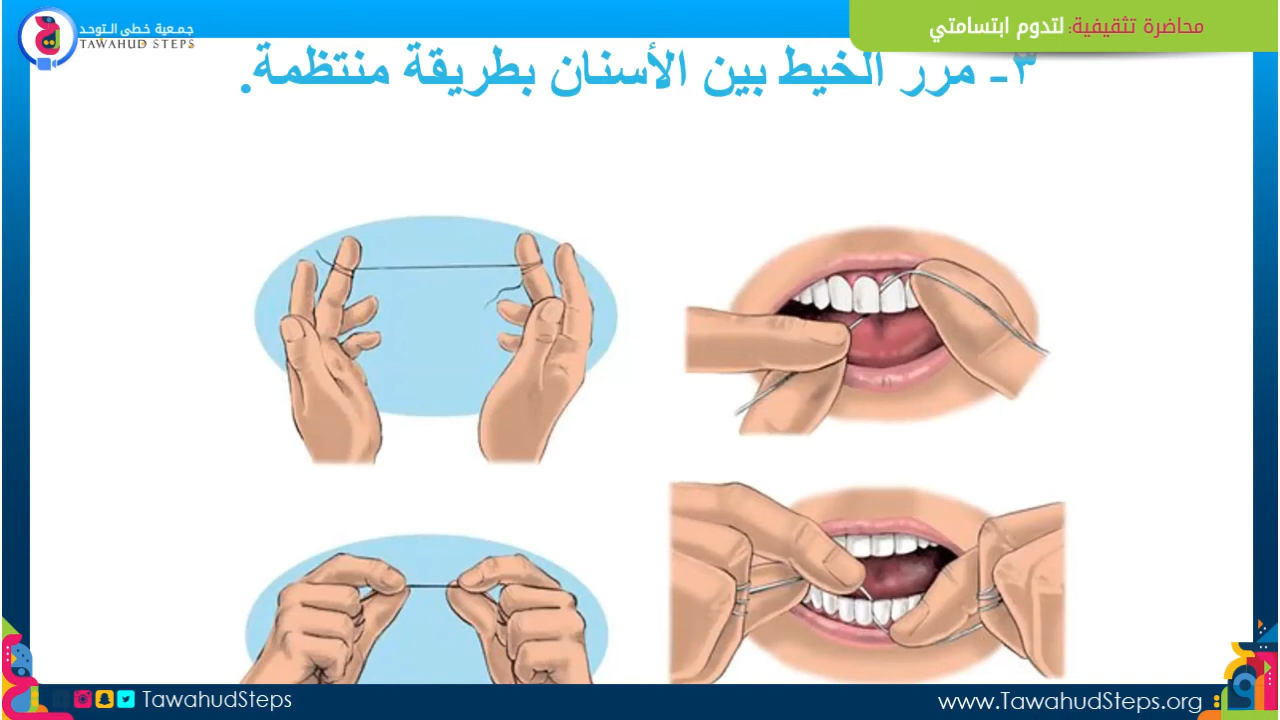 جمعية خطى التوحد
TAWAHUD STEPS
محاضرة تثقيفية: لتدوم ابتسامتي
٣- مرر الخيط بين الأسنان بطريقة منتظمة.
TawahudSteps
www.TawahudSteps.org